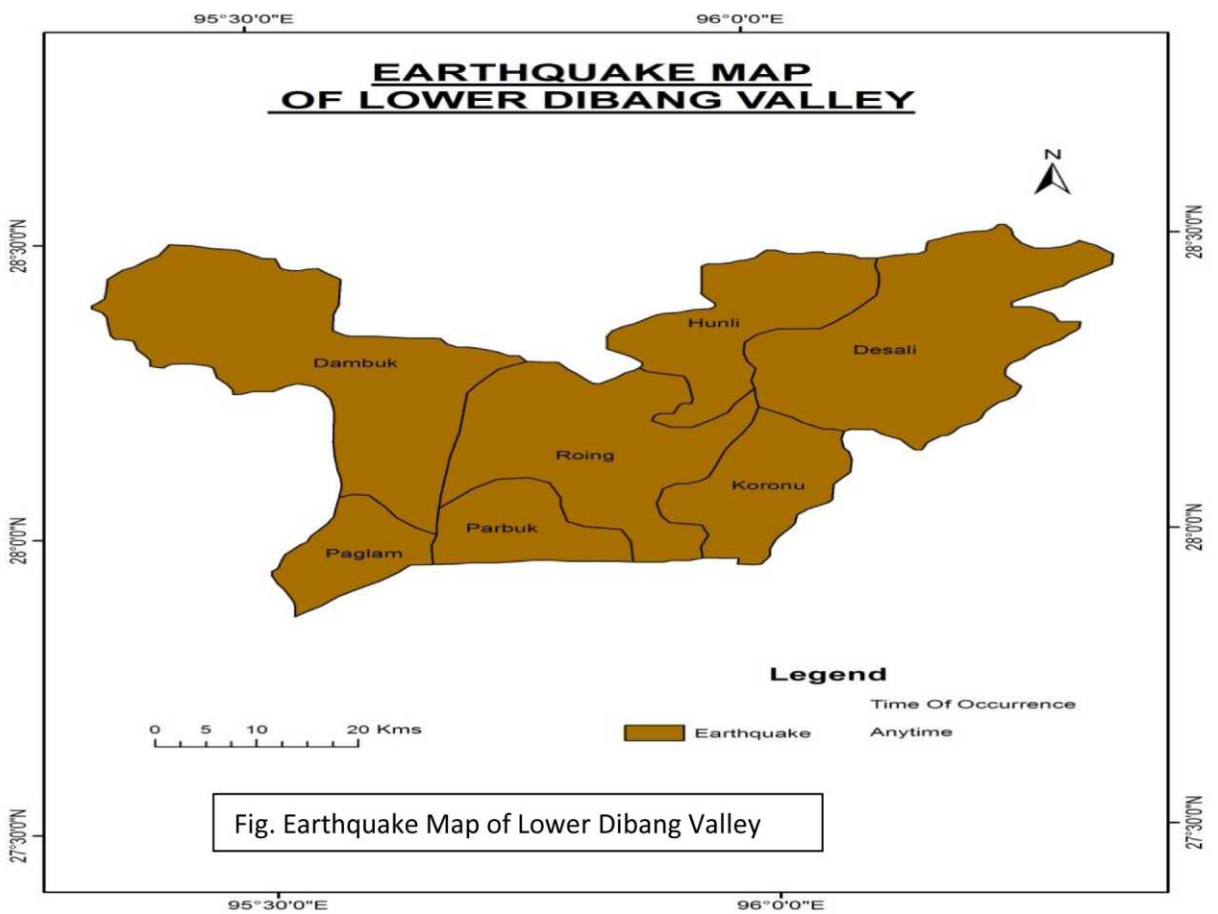 95°30'0"E 96°0'0"E
EARTHQUAKE MAP
OF LOWER DIBANG VALLEY
N
28°30'0"N 28°30'0"N
Hunli
Desali
Dambuk
Roing
Koronu
Parbuk
Paglam
28°0'0"N 28°0'0"N
Legend
Time Of Occurrence
0 5 10 20 Kms
Earthquake Anytime
Fig. Earthquake Map of Lower Dibang Valley
27°30'0"N 27°30'0"N
95°30'0"E 96°0'0"E